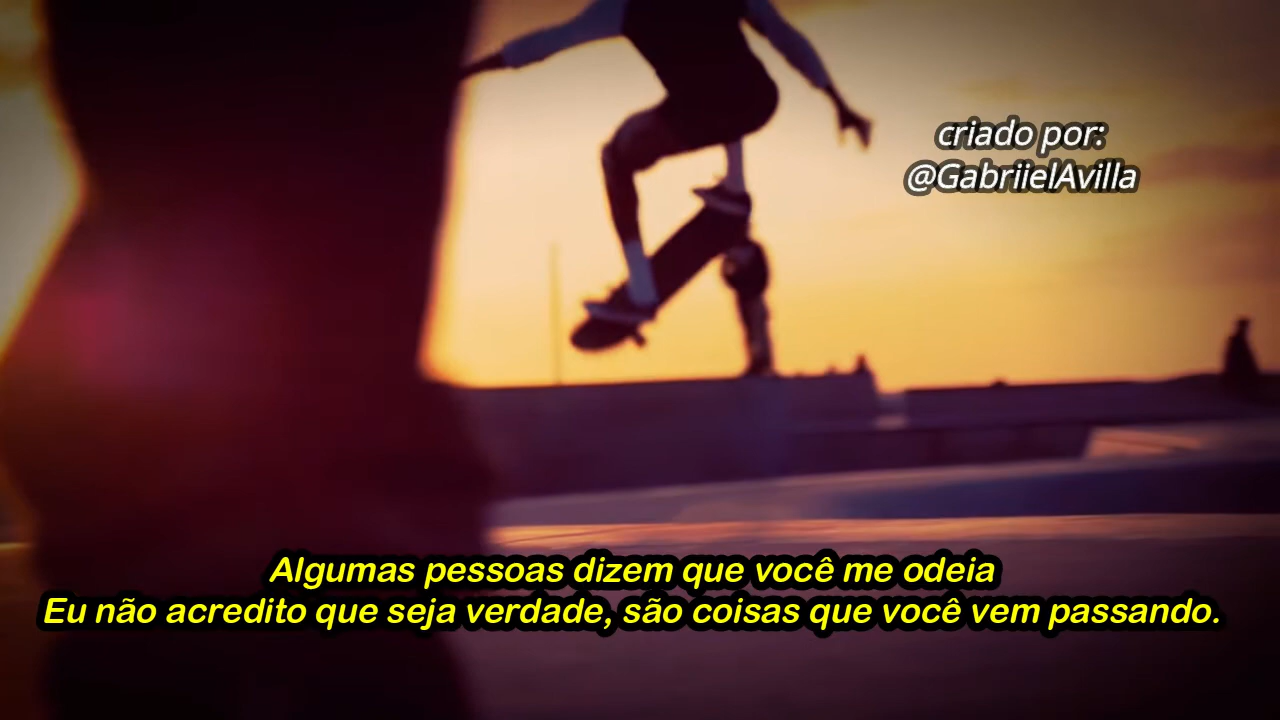 criado por:
@GabriielAvilla
Algumas pessoas dizem que você me odeia
Eu não acredito que seja verdade, são coisas que você vem passando.